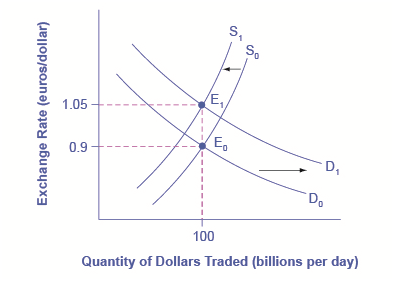 Exchange Rate (euros/dollar)
S₁
S₀
1.05
E₁
0.9
E₀
D₁
D₀
100
Quantity of Dollars Traded (billions per day)